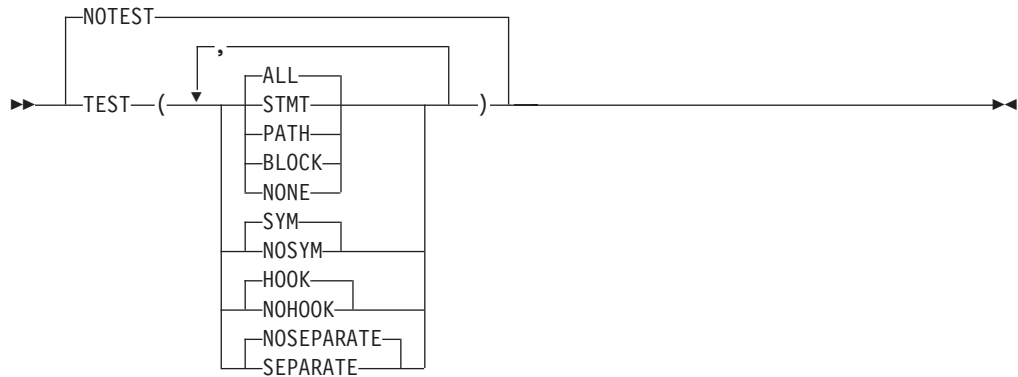 NOTEST
,
ALL
TEST ( STMT )
PATH
BLOCK
NONE
SYM
NOSYM
HOOK
NOHOOK
NOSEPARATE
SEPARATE